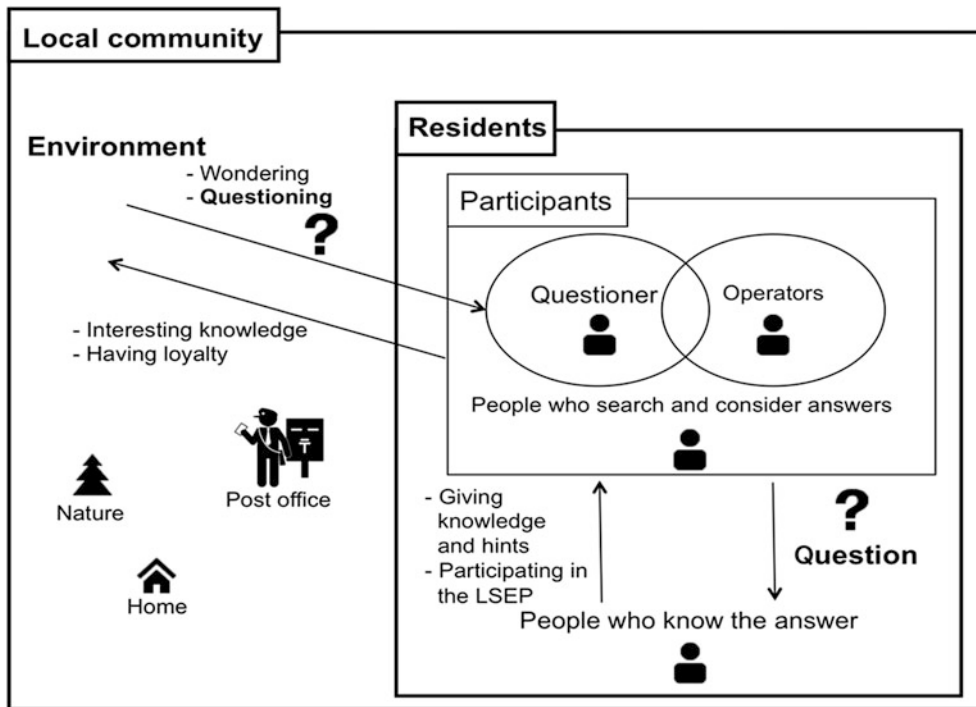 Local community
Environment
- Wondering
- Questioning
?
- Interesting knowledge
- Having loyalty
Nature
〒
Post office
Home
Residents
Participants
Questioner
Operators
People who search and consider answers
- Giving
knowledge
and hints
- Participating in
the LSEP
?
Question
People who know the answer